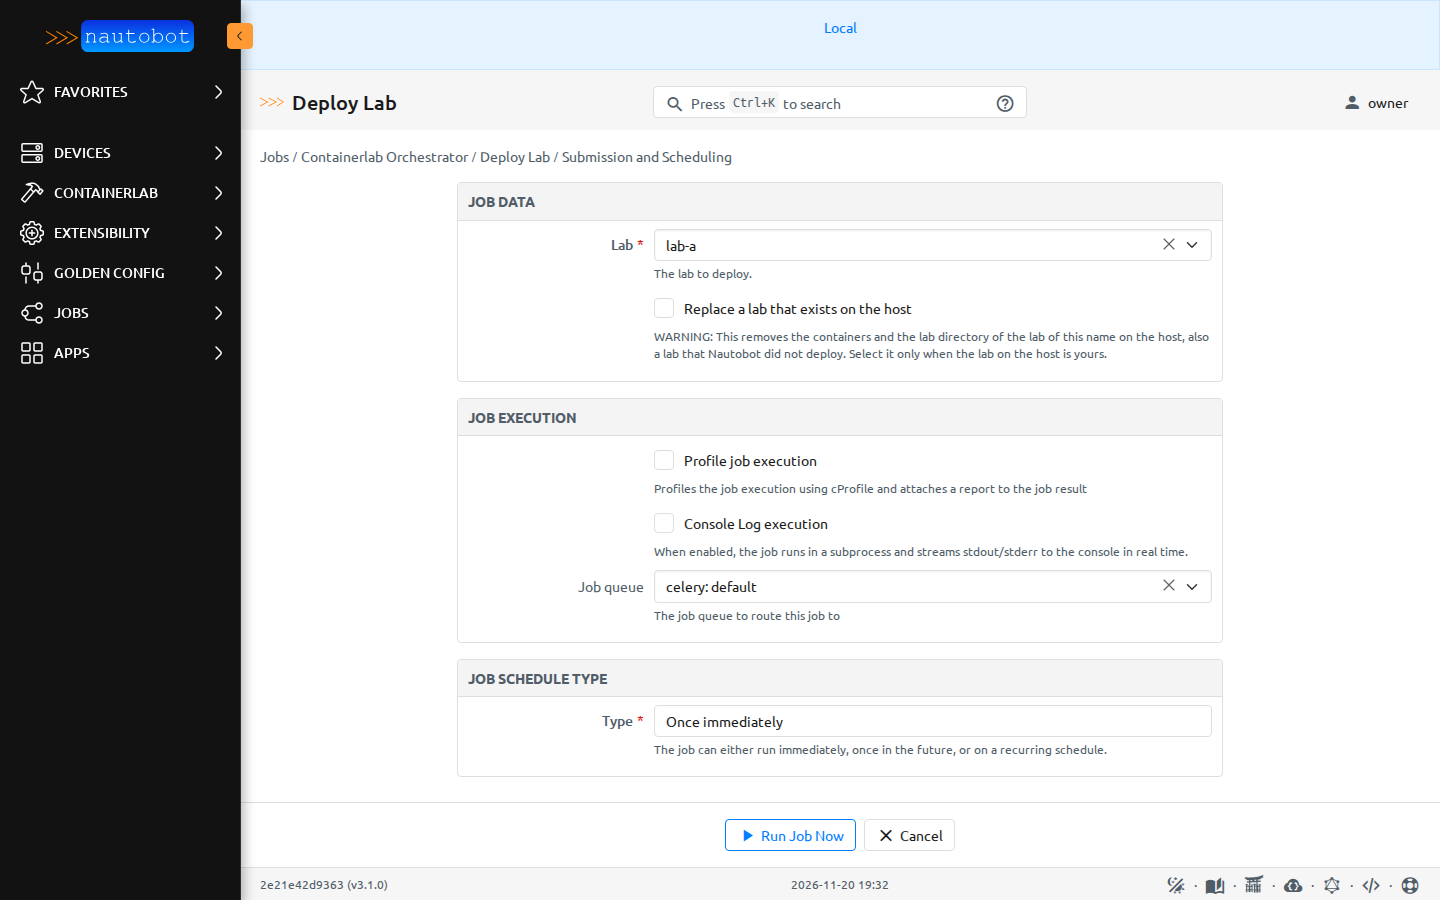 nautobot
Local
FAVORITES
Deploy Lab
Press Ctrl+K to search
owner
DEVICES
CONTAINERLAB
EXTENSIBILITY
GOLDEN CONFIG
JOBS
APPS
Jobs / Containerlab Orchestrator / Deploy Lab / Submission and Scheduling
JOB DATA
Lab *
lab-a
The lab to deploy.
Replace a lab that exists on the host
WARNING: This removes the containers and the lab directory of the lab of this name on the host, also
a lab that Nautobot did not deploy. Select it only when the lab on the host is yours.
JOB EXECUTION
Profile job execution
Profiles the job execution using cProfile and attaches a report to the job result
Console Log execution
When enabled, the job runs in a subprocess and streams stdout/stderr to the console in real time.
Job queue
celery: default
The job queue to route this job to
JOB SCHEDULE TYPE
Type *
Once immediately
The job can either run immediately, once in the future, or on a recurring schedule.
Run Job Now
Cancel
2e21e42d9363 (v3.1.0)
2026-11-20 19:32